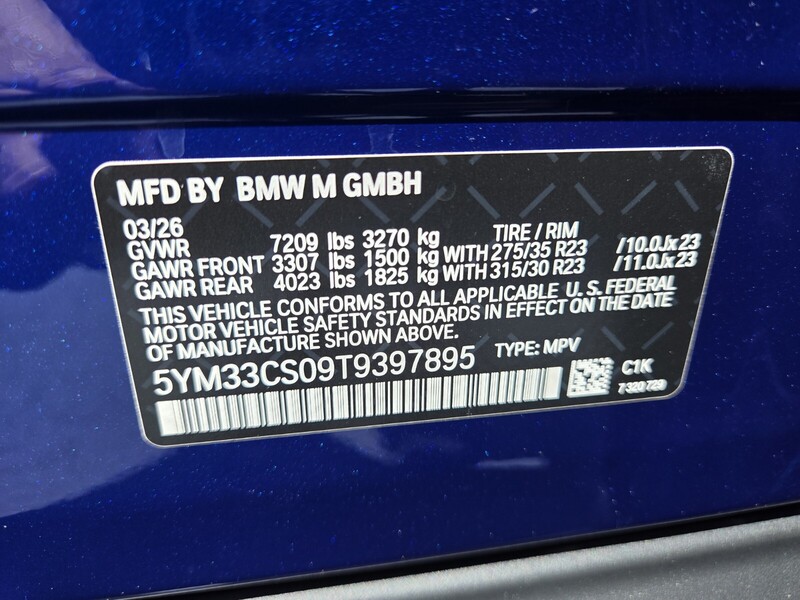 MFD BY BMW M GMBH
03/26
GVWR 7209 lbs 3270 kg TIRE / RIM
GAWR FRONT 3307 lbs 1500 kg WITH 275/35 R23 /10.0Jx23
GAWR REAR 4023 lbs 1825 kg WITH 315/30 R23 /11.0Jx23
THIS VEHICLE CONFORMS TO ALL APPLICABLE U.S. FEDERAL
MOTOR VEHICLE SAFETY STANDARDS IN EFFECT ON THE DATE
OF MANUFACTURE SHOWN ABOVE.
5YM33CS09T9397895 TYPE: MPV
C1K
7 320 729